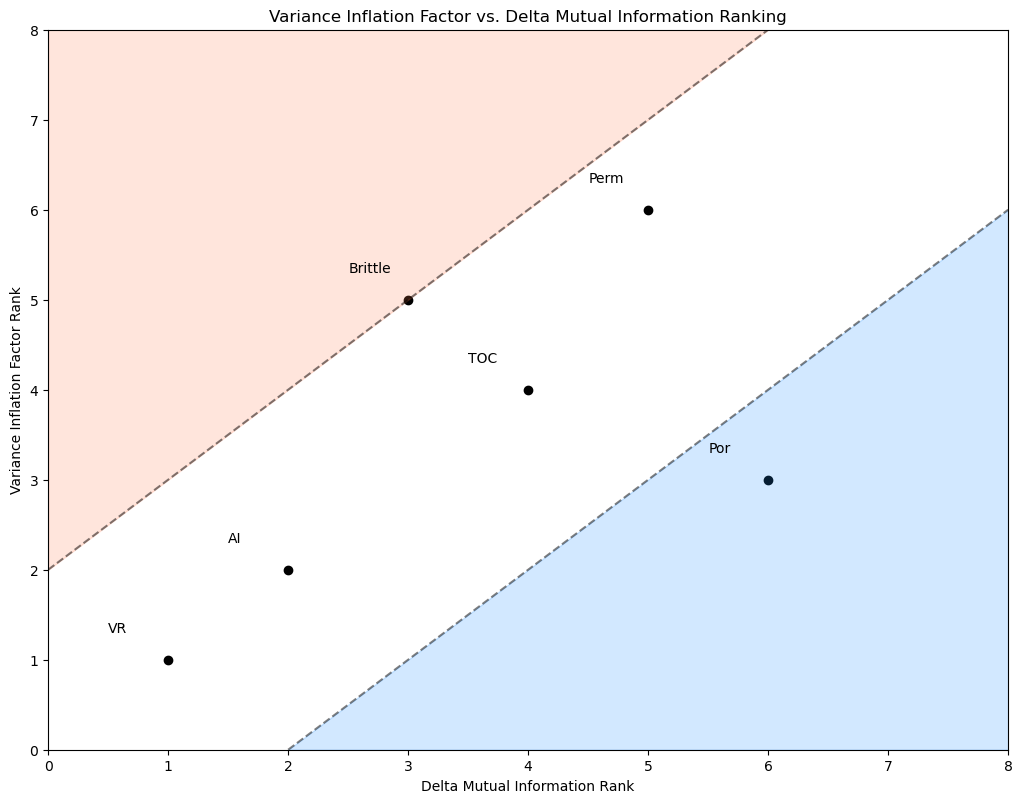 Variance Inflation Factor vs. Delta Mutual Information Ranking
Variance Inflation Factor Rank
8
7
6
5
4
3
2
1
0
Perm
Brittle
TOC
Por
AI
VR
0 1 2 3 4 5 6 7 8
Delta Mutual Information Rank